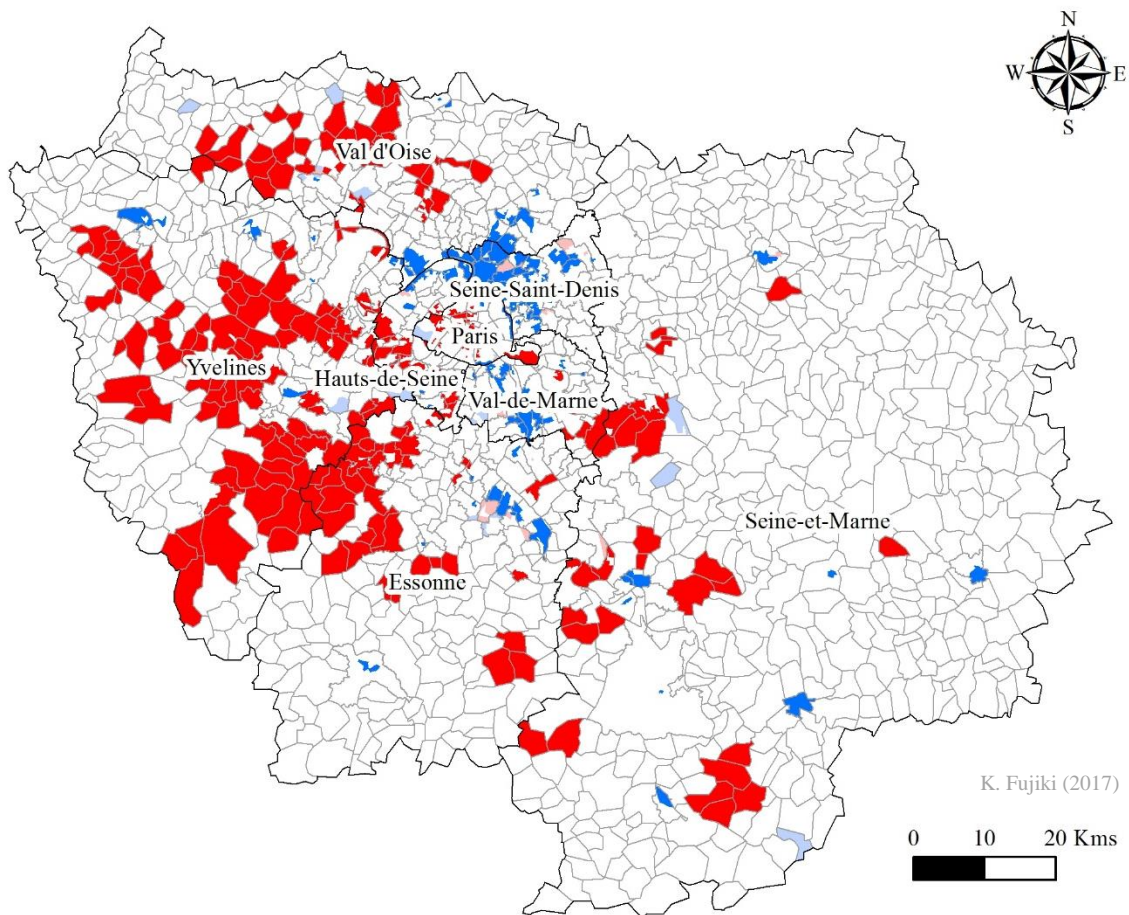 N
W E
S
Val d'Oise
Seine-Saint-Denis
Paris
Yvelines
Hauts-de-Seine
Val-de-Marne
Seine-et-Marne
Essonne
K. Fujiki (2017)
0 10 20 Kms